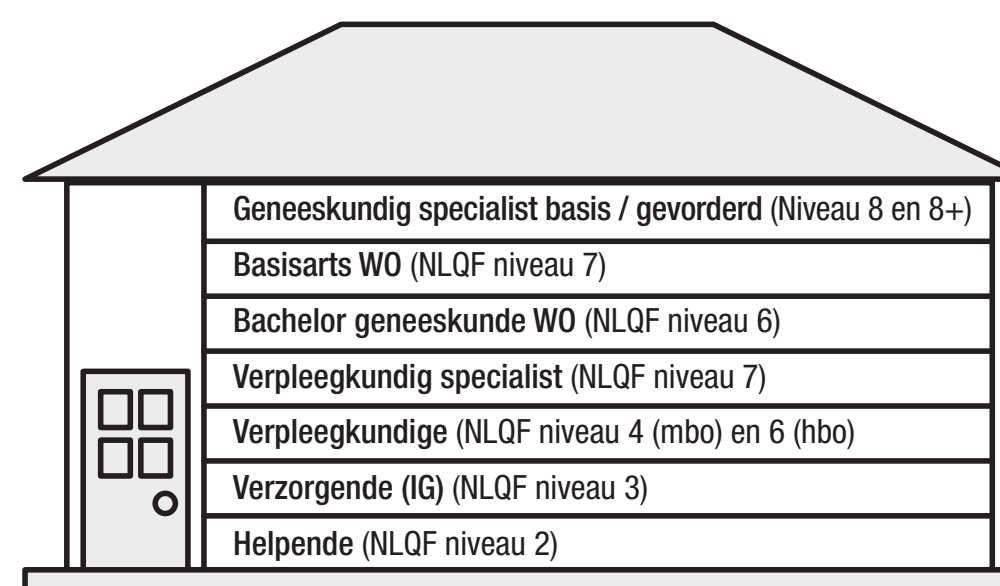 Geneeskundig specialist basis / gevorderd (Niveau 8 en 8+)
Basisarts WO (NLQF niveau 7)
Bachelor geneeskunde WO (NLQF niveau 6)
Verpleegkundig specialist (NLQF niveau 7)
Verpleegkundige (NLQF niveau 4 (mbo) en 6 (hbo)
Verzorgende (IG) (NLQF niveau 3)
Helpende (NLQF niveau 2)